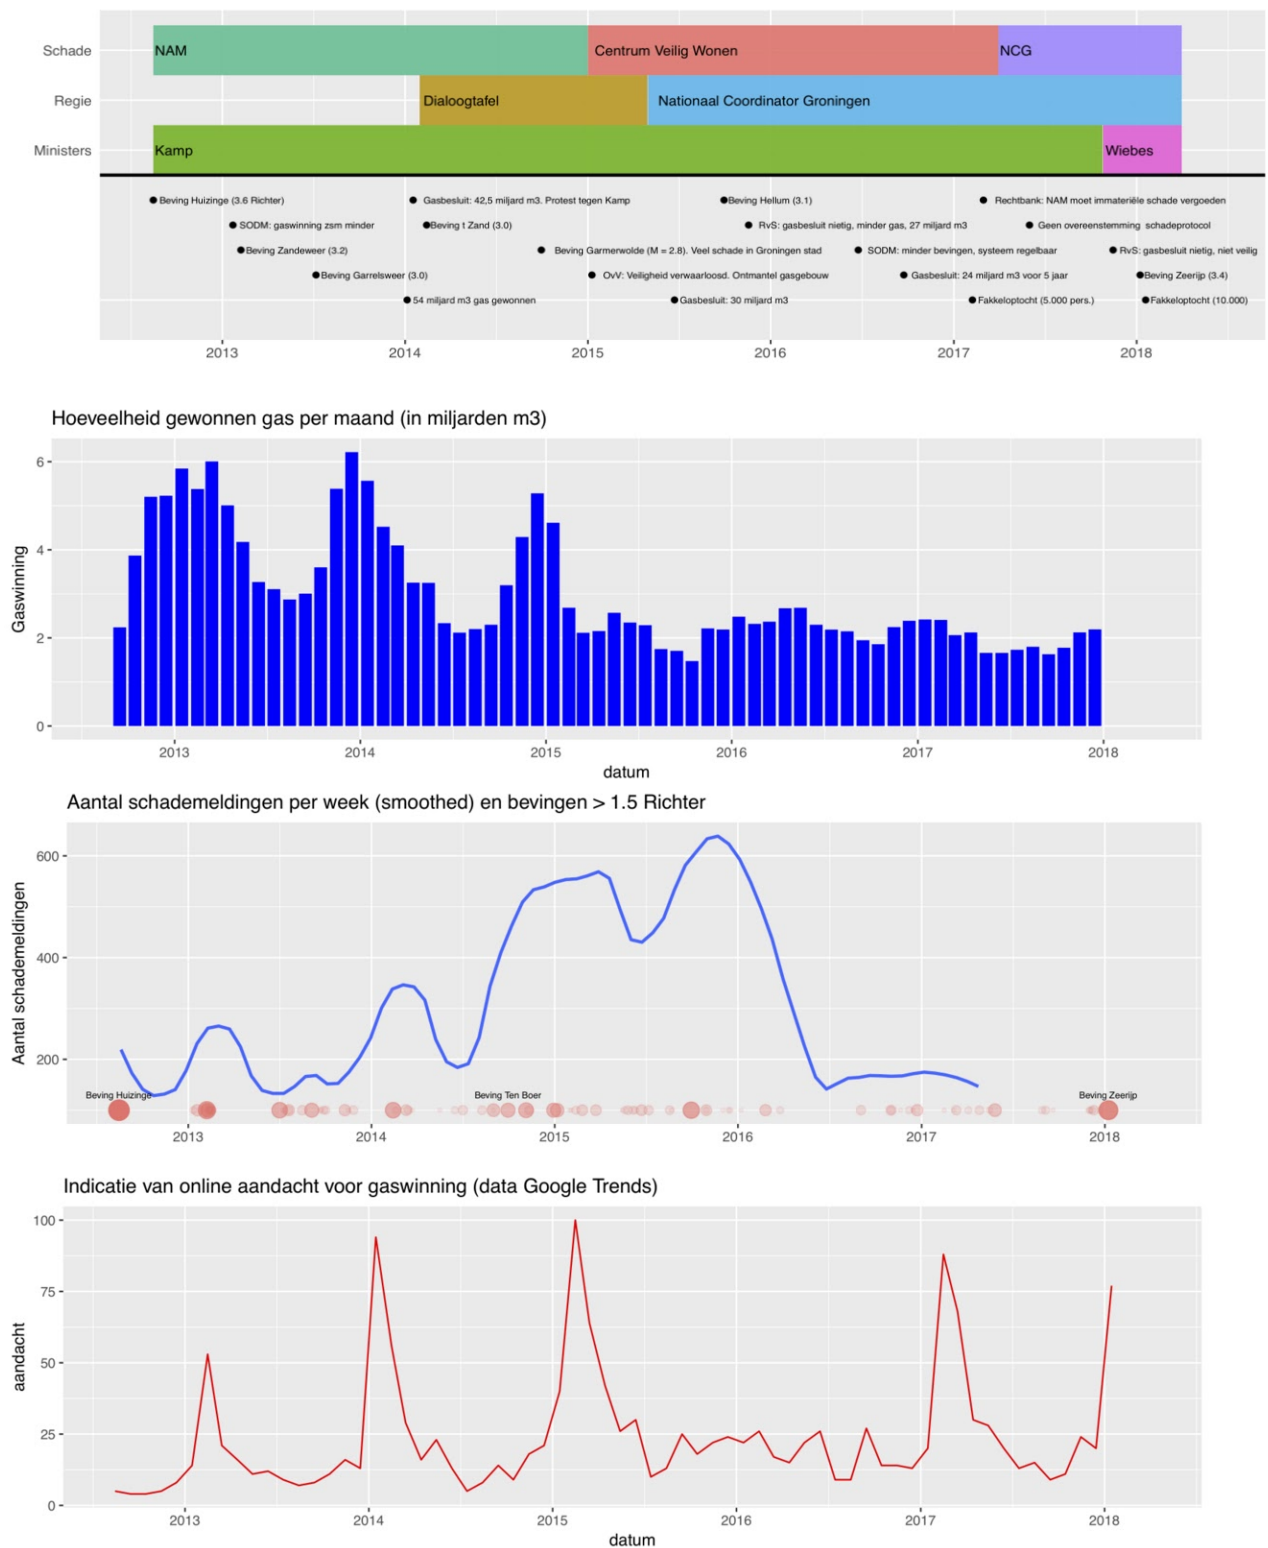 Schade
NAM
Centrum Veilig Wonen
NCG
Regie
Dialoogtafel
Nationaal Coordinator Groningen
Ministers
Kamp
Wiebes
Beving Huizinge (3.6 Richter)
Gasbesluit: 42,5 miljard m3. Protest tegen Kamp
Beving Hellum (3.1)
Rechtbank: NAM moet immateriële schade vergoeden
SODM: gaswinning zsm minder
Beving t Zand (3.0)
RvS: gasbesluit nietig, minder gas, 27 miljard m3
Geen overeenstemming schadeprotocol
Beving Zandeweer (3.2)
Beving Garmerwolde (M = 2.8). Veel schade in Groningen stad
SODM: minder bevingen, systeem regelbaar
RvS: gasbesluit nietig, niet veilig
Beving Garrelsweer (3.0)
OvV: Veiligheid verwaarloosd. Ontmantel gasgebouw
Gasbesluit: 24 miljard m3 voor 5 jaar
Beving Zeerijp (3.4)
54 miljard m3 gas gewonnen
Gasbesluit: 30 miljard m3
Fakkeloptocht (5.000 pers.)
Fakkeloptocht (10.000)
2013 2014 2015 2016 2017 2018
Hoeveelheid gewonnen gas per maand (in miljarden m3)
Gaswinning
6
4
2
0
2013 2014 2015 2016 2017 2018
datum
Aantal schademeldingen per week (smoothed) en bevingen > 1.5 Richter
Aantal schademeldingen
600
400
200
Beving Huizinge
Beving Ten Boer
Beving Zeerijp
2013 2014 2015 2016 2017 2018
Indicatie van online aandacht voor gaswinning (data Google Trends)
aandacht
100
75
50
25
0
2013 2014 2015 2016 2017 2018
datum